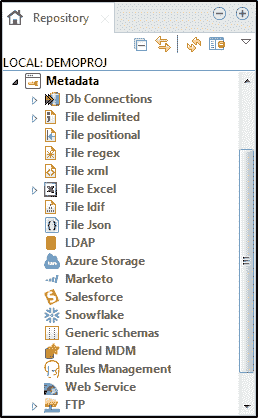 Repository
LOCAL: DEMOPROJ
Metadata
Db Connections
File delimited
File positional
File regex
File xml
File Excel
File ldif
File Json
LDAP
Azure Storage
Marketo
Salesforce
Snowflake
Generic schemas
Talend MDM
Rules Management
Web Service
FTP